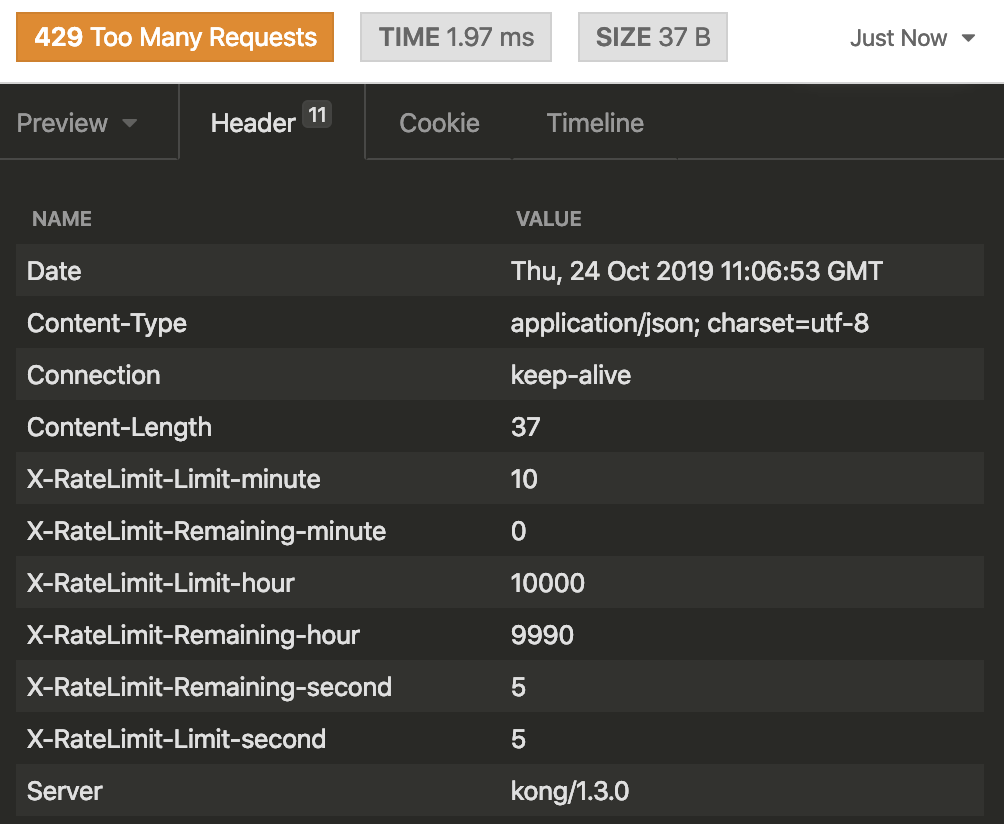 429 Too Many Requests TIME 1.97 ms SIZE 37 B Just Now
Preview Header 11 Cookie Timeline
NAME VALUE
Date Thu, 24 Oct 2019 11:06:53 GMT
Content-Type application/json; charset=utf-8
Connection keep-alive
Content-Length 37
X-RateLimit-Limit-minute 10
X-RateLimit-Remaining-minute 0
X-RateLimit-Limit-hour 10000
X-RateLimit-Remaining-hour 9990
X-RateLimit-Remaining-second 5
X-RateLimit-Limit-second 5
Server kong/1.3.0